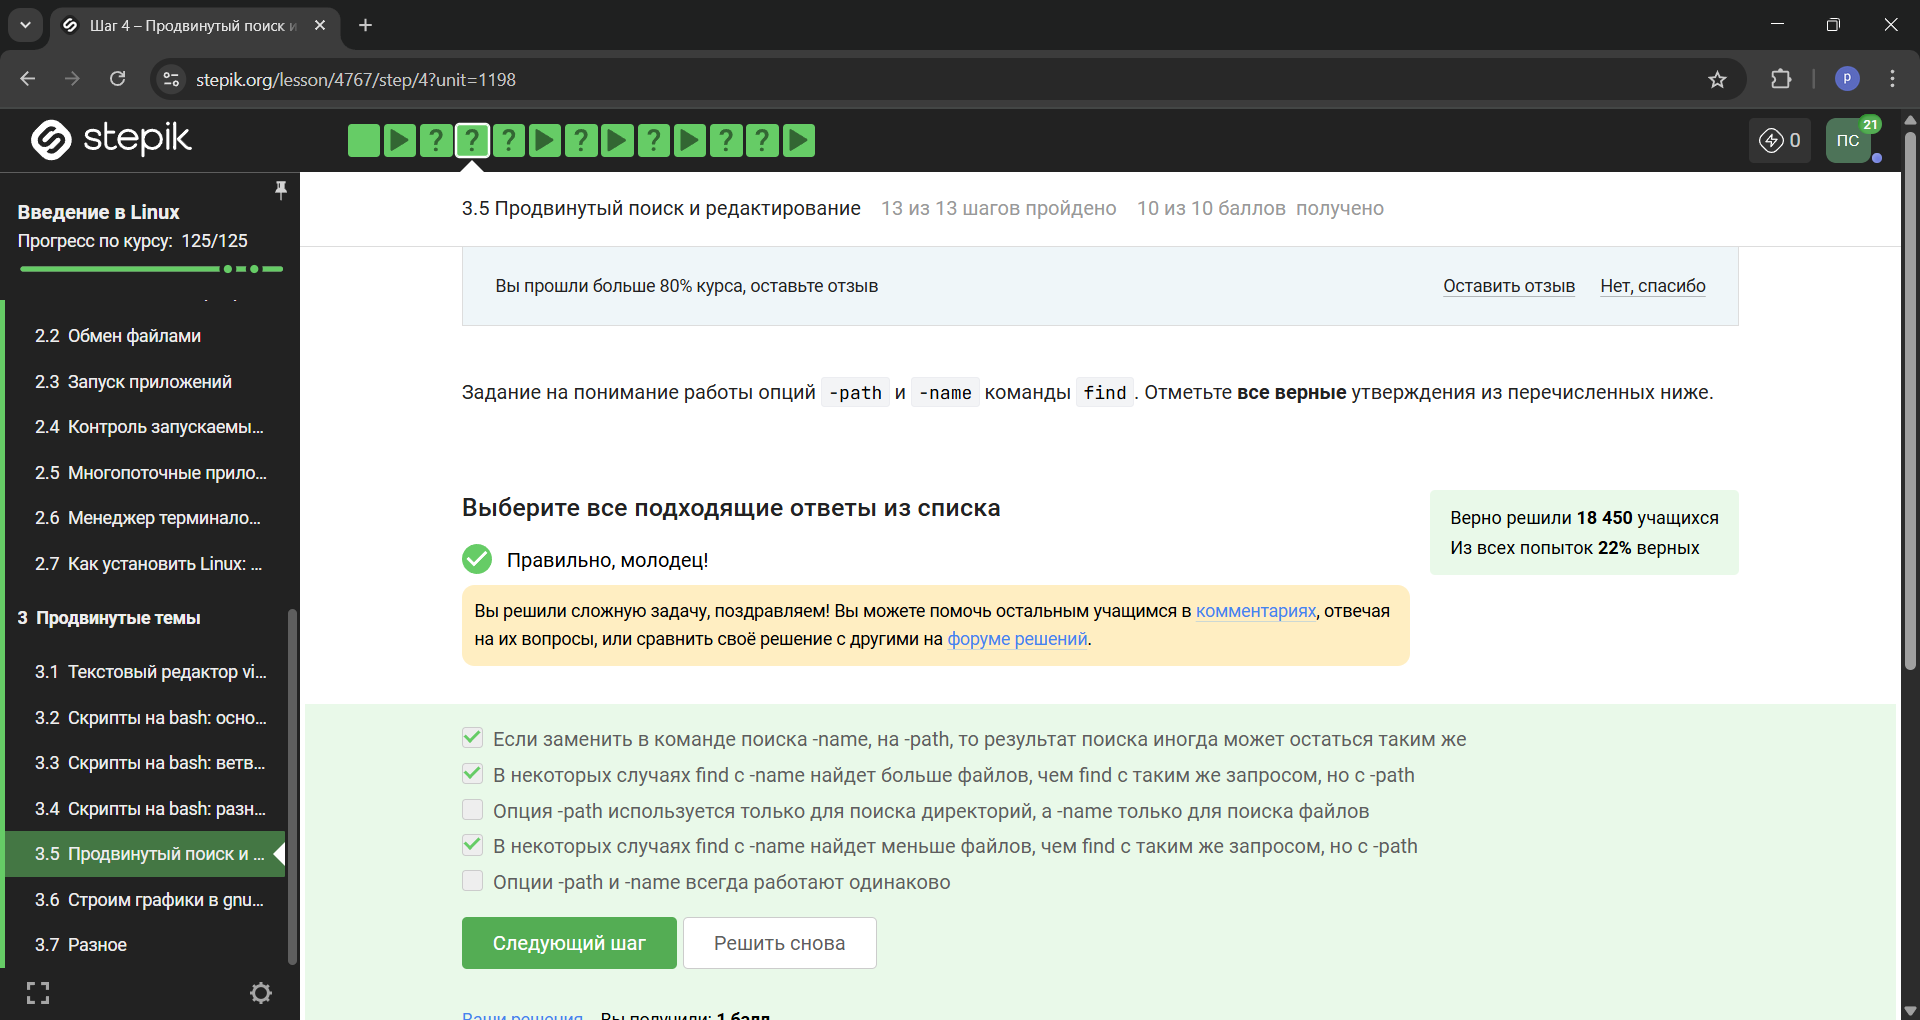 Шаг 4 – Продвинутый поиск и
stepik.org/lesson/4767/step/4?unit=1198
P
stepik
? ? ? ? ? ? ?
0
ПС
21
Введение в Linux
Прогресс по курсу: 125/125
2.2 Обмен файлами
2.3 Запуск приложений
2.4 Контроль запускаемы...
2.5 Многопоточные прило...
2.6 Менеджер терминало...
2.7 Как установить Linux: ...
3 Продвинутые темы
3.1 Текстовый редактор vi...
3.2 Скрипты на bash: осно...
3.3 Скрипты на bash: ветв...
3.4 Скрипты на bash: разн...
3.5 Продвинутый поиск и ...
3.6 Строим графики в gnu...
3.7 Разное
3.5 Продвинутый поиск и редактирование 13 из 13 шагов пройдено 10 из 10 баллов получено
Вы прошли больше 80% курса, оставьте отзыв
Оставить отзыв Нет, спасибо
Задание на понимание работы опций -path и -name команды find . Отметьте все верные утверждения из перечисленных ниже.
Выберите все подходящие ответы из списка
Верно решили 18 450 учащихся
Из всех попыток 22% верных
Правильно, молодец!
Вы решили сложную задачу, поздравляем! Вы можете помочь остальным учащимся в комментариях, отвечая
на их вопросы, или сравнить своё решение с другими на форуме решений.
Если заменить в команде поиска -name, на -path, то результат поиска иногда может остаться таким же
В некоторых случаях find с -name найдет больше файлов, чем find с таким же запросом, но с -path
Опция -path используется только для поиска директорий, а -name только для поиска файлов
В некоторых случаях find с -name найдет меньше файлов, чем find с таким же запросом, но с -path
Опции -path и -name всегда работают одинаково
Следующий шаг
Решить снова
Ваши решения Вы получили: 1 балл